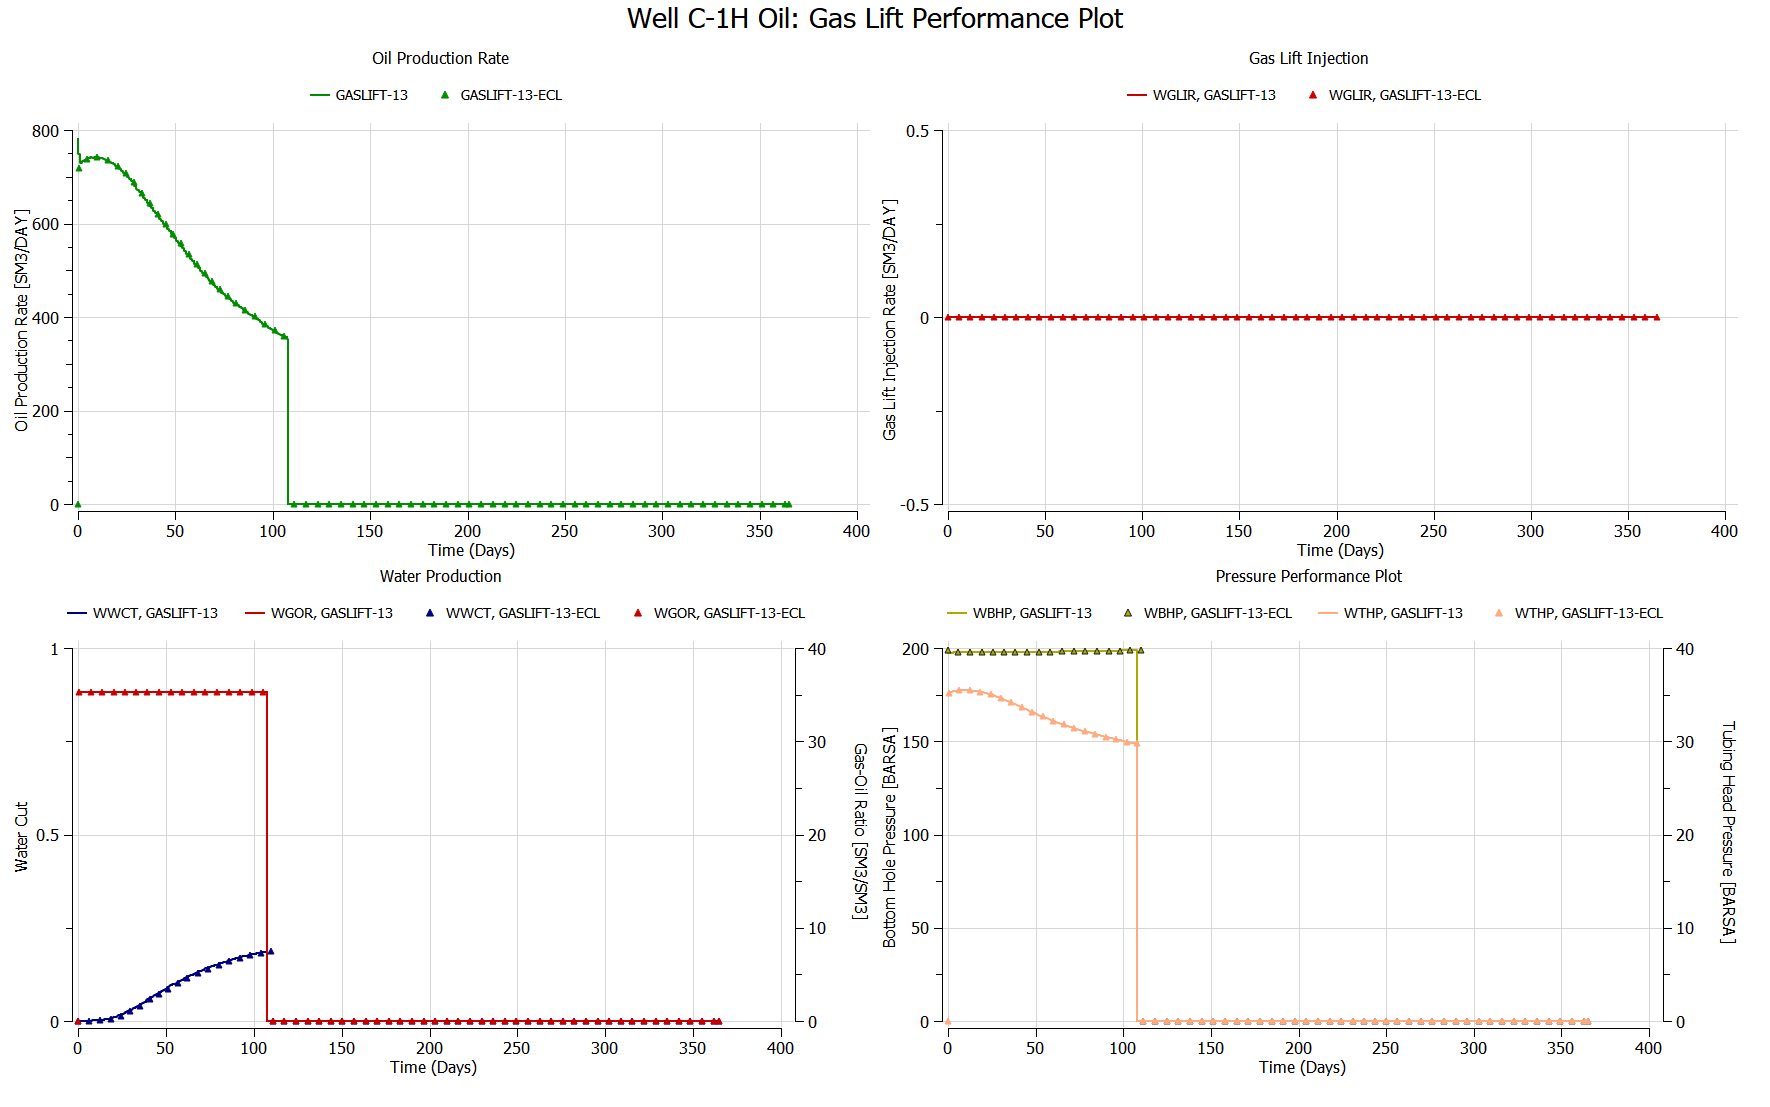 Well C-1H Oil: Gas Lift Performance Plot
Oil Production Rate
GASLIFT-13 GASLIFT-13-ECL
Oil Production Rate [SM3/DAY]
800
600
400
200
0
0 50 100 150 200 250 300 350 400
Time (Days)
Gas Lift Injection
WGLIR, GASLIFT-13 WGLIR, GASLIFT-13-ECL
Gas Lift Injection Rate [SM3/DAY]
0.5
0
-0.5
0 50 100 150 200 250 300 350 400
Time (Days)
Water Production
WWCT, GASLIFT-13 WGOR, GASLIFT-13 WWCT, GASLIFT-13-ECL WGOR, GASLIFT-13-ECL
Water Cut
1
0.5
0
40
30
20
10
0
Gas-Oil Ratio [SM3/SM3]
0 50 100 150 200 250 300 350 400
Time (Days)
Pressure Performance Plot
WBHP, GASLIFT-13 WBHP, GASLIFT-13-ECL WTHP, GASLIFT-13 WTHP, GASLIFT-13-ECL
Bottom Hole Pressure [BARSA]
200
150
100
50
0
40
30
20
10
0
Tubing Head Pressure [BARSA]
0 50 100 150 200 250 300 350 400
Time (Days)